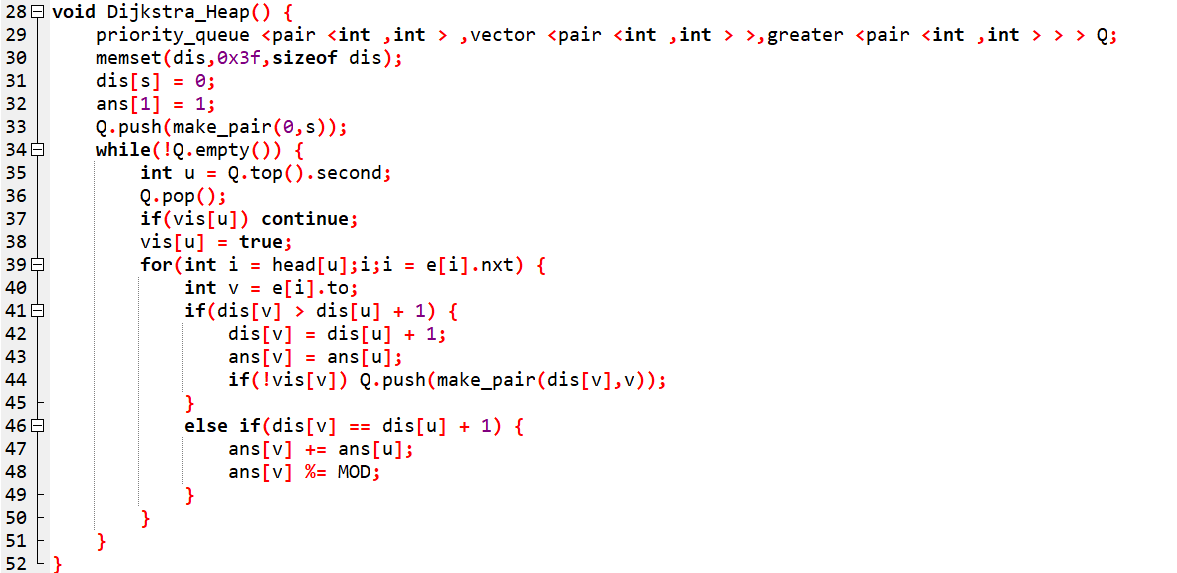 28 void Dijkstra_Heap() {
29 priority_queue <pair <int ,int > ,vector <pair <int ,int > >,greater <pair <int ,int > > > Q;
30 memset(dis,0x3f,sizeof dis);
31 dis[s] = 0;
32 ans[1] = 1;
33 Q.push(make_pair(0,s));
34 while(!Q.empty()) {
35 int u = Q.top().second;
36 Q.pop();
37 if(vis[u]) continue;
38 vis[u] = true;
39 for(int i = head[u];i;i = e[i].nxt) {
40 int v = e[i].to;
41 if(dis[v] > dis[u] + 1) {
42 dis[v] = dis[u] + 1;
43 ans[v] = ans[u];
44 if(!vis[v]) Q.push(make_pair(dis[v],v));
45 }
46 else if(dis[v] == dis[u] + 1) {
47 ans[v] += ans[u];
48 ans[v] %= MOD;
49 }
50 }
51 }
52 }